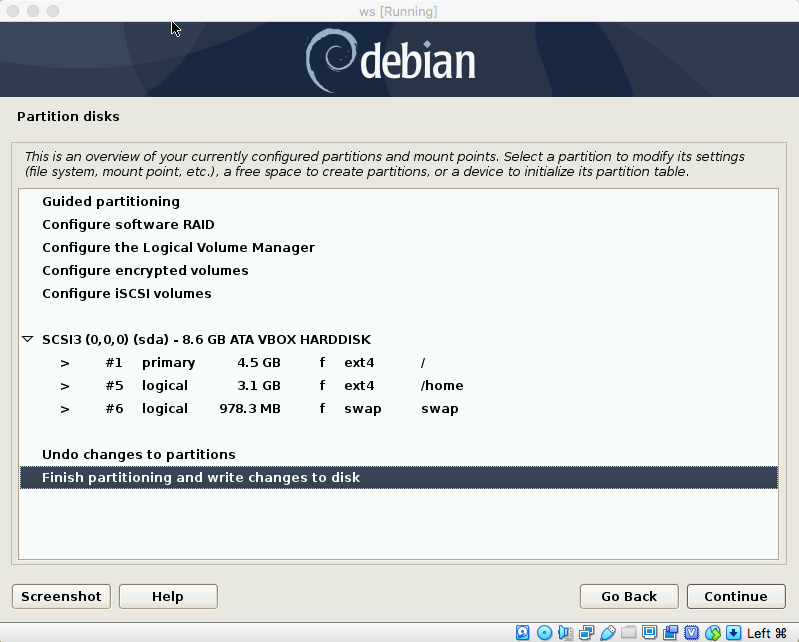 ws [Running]
debian
Partition disks
This is an overview of your currently configured partitions and mount points. Select a partition to modify its settings
(file system, mount point, etc.), a free space to create partitions, or a device to initialize its partition table.
Guided partitioning
Configure software RAID
Configure the Logical Volume Manager
Configure encrypted volumes
Configure iSCSI volumes
SCSI3 (0,0,0) (sda) - 8.6 GB ATA VBOX HARDDISK
> #1 primary 4.5 GB f ext4 /
> #5 logical 3.1 GB f ext4 /home
> #6 logical 978.3 MB f swap swap
Undo changes to partitions
Finish partitioning and write changes to disk
Screenshot Help Go Back Continue
Left ⌘